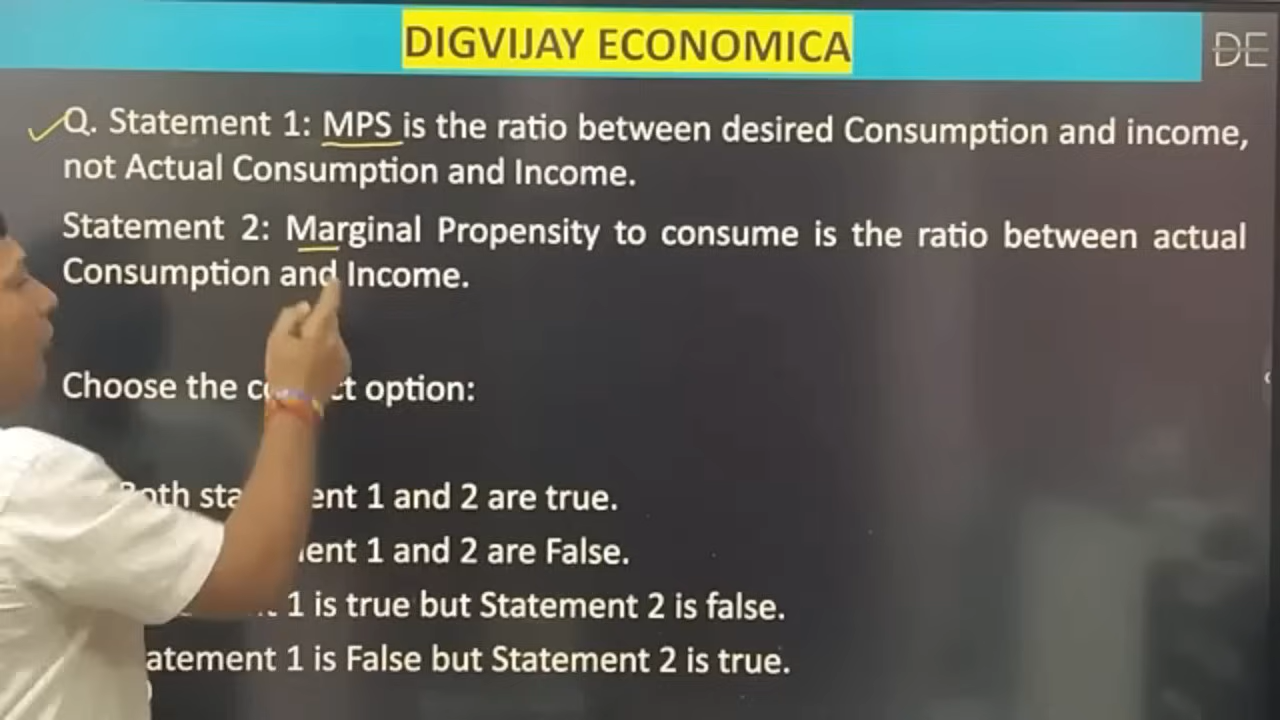 DIGVIJAY ECONOMICA
DE
Q. Statement 1: MPS is the ratio between desired Consumption and income,
not Actual Consumption and Income.
Statement 2: Marginal Propensity to consume is the ratio between actual
Consumption and Income.
Choose the option:
1 and 2 are true.
1 and 2 are False.
1 is true but Statement 2 is false.
1 is False but Statement 2 is true.